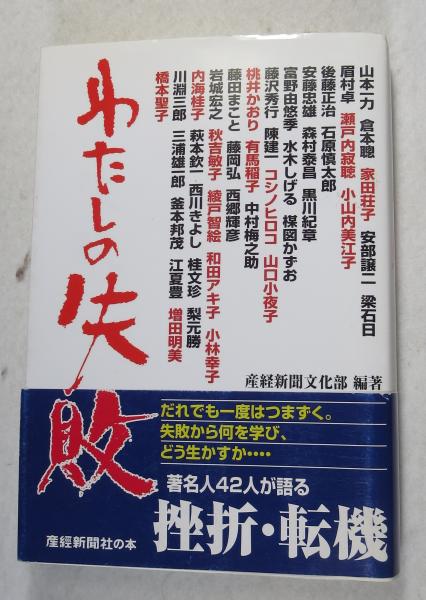 わたしの失敗
山本一力 倉本聰 家田荘子 安部譲二 梁石日
眉村卓 瀬戸内寂聴 小山内美江子
後藤正治 石原慎太郎
安藤忠雄 森村泰昌 黒川紀章
富野由悠季 水木しげる 楳図かずお
藤沢秀行 陳建一 コシノヒロコ 山口小夜子
桃井かおり 有馬稲子 中村梅之助
藤田まこと 藤岡弘 西郷輝彦
岩城宏之 秋吉敏子 綾戸智絵 和田アキ子 小林幸子
内海桂子 萩本欽一 西川きよし 桂文珍 梨元勝
川淵三郎 三浦雄一郎 釜本邦茂 江夏豊 増田明美
橋本聖子
産経新聞文化部 編著
だれでも一度はつまずく。
失敗から何を学び、
どう生かすか‥‥
著名人42人が語る
挫折・転機
産經新聞社の本